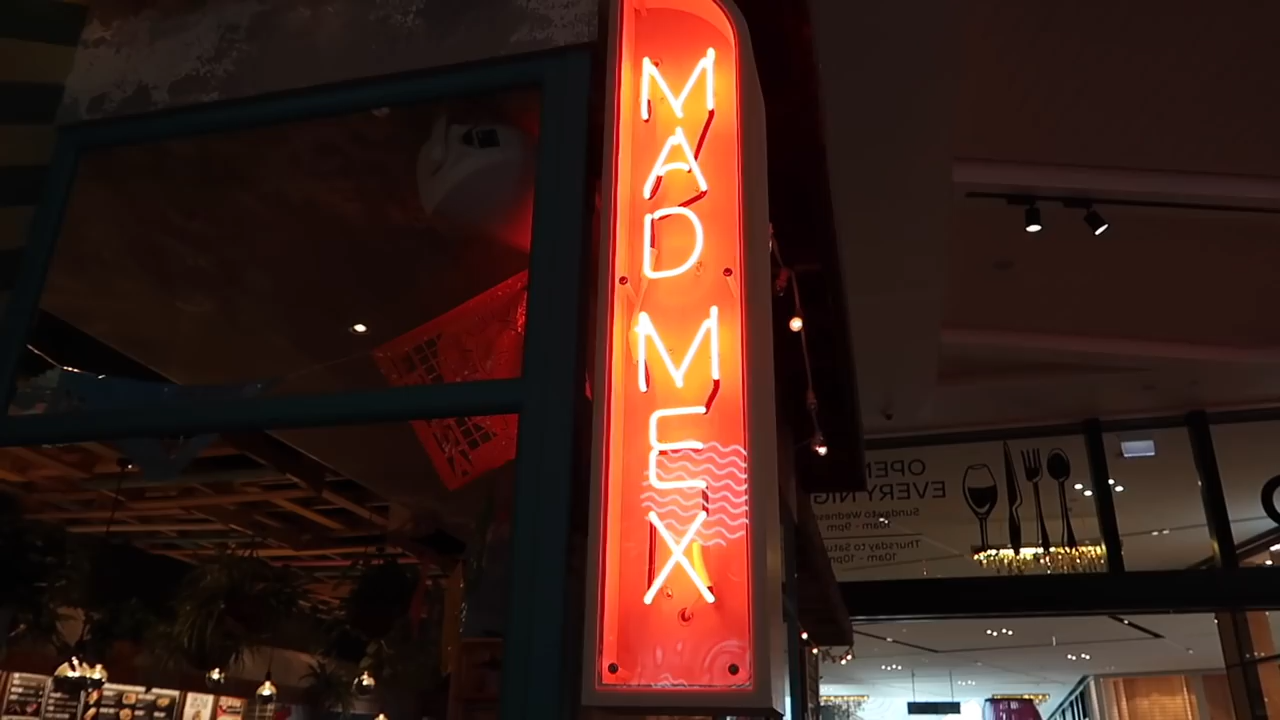 MAD MEX
OPEN
EVERY NIG
Sunday to Wednes
10am - 9pm
Thursday to Satu
10am - 10pm